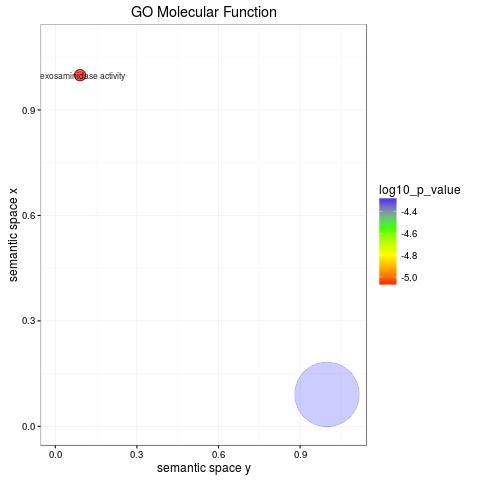 GO Molecular Function
exosaminidase activity
0.9
0.6
0.3
0.0
semantic space x
0.0 0.3 0.6 0.9
semantic space y
log10_p_value
-4.4
-4.6
-4.8
-5.0